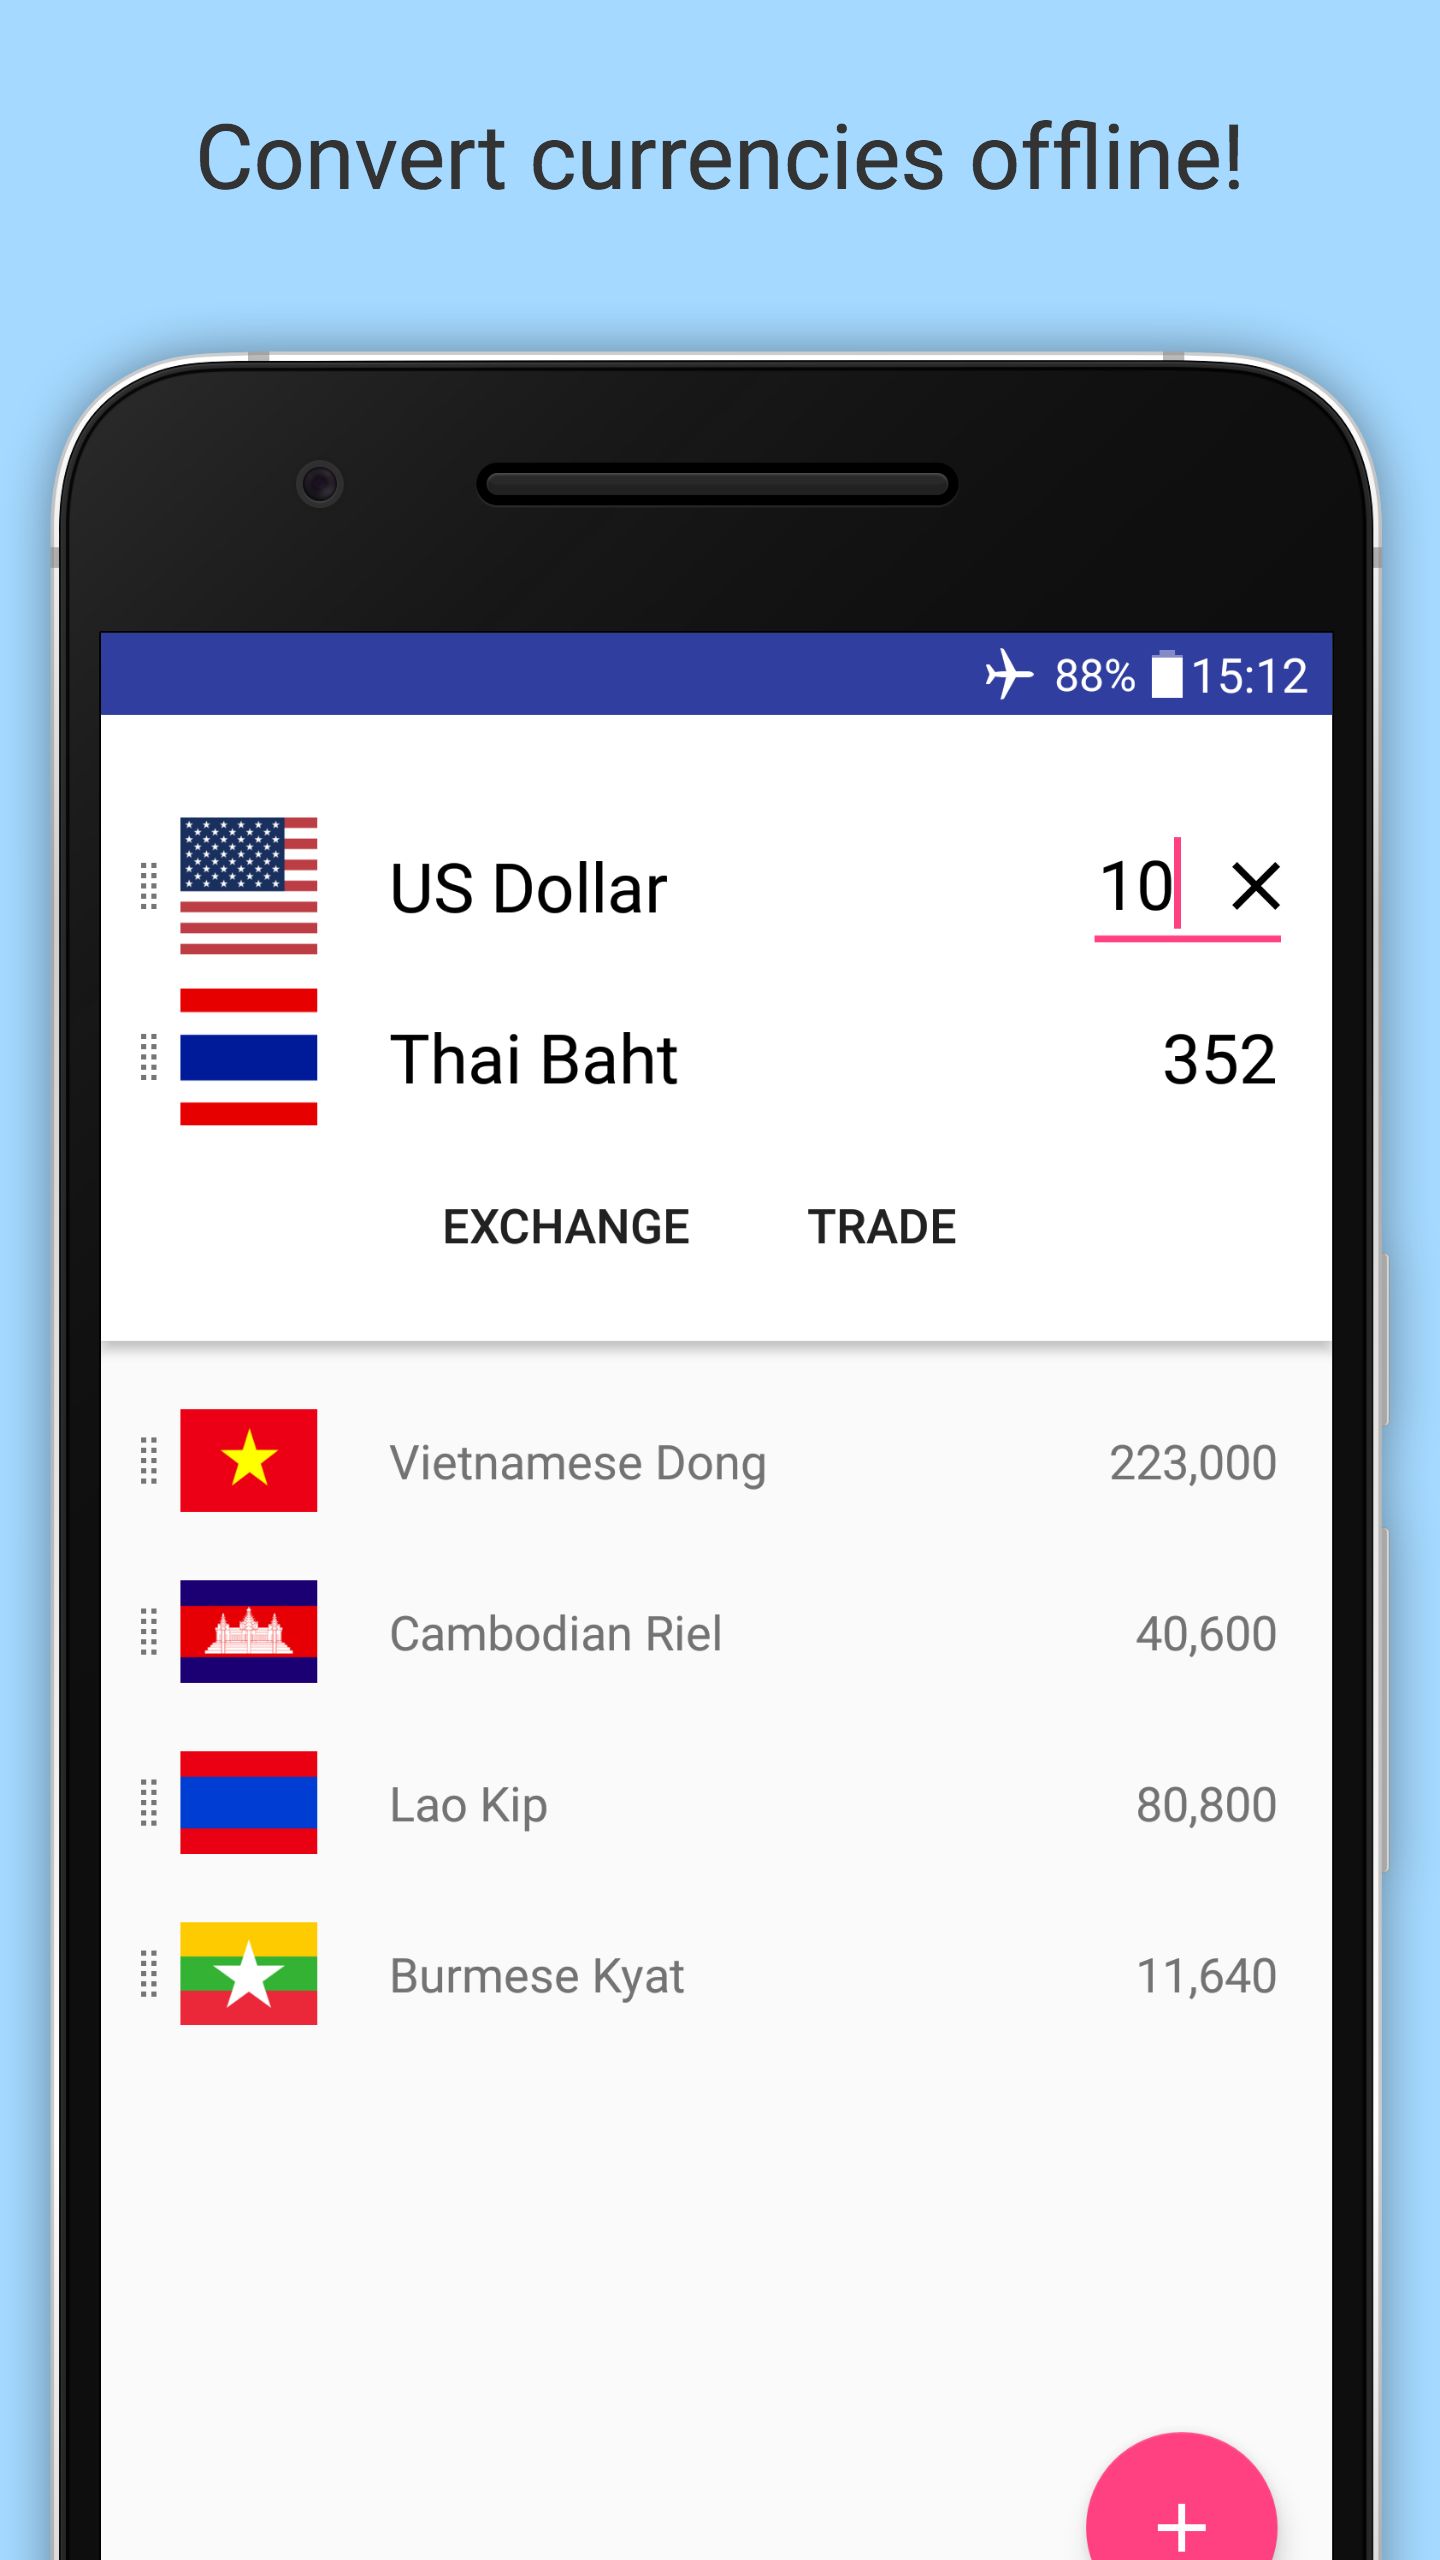 Convert currencies offline!
88% 15:12
US Dollar 10
Thai Baht 352
EXCHANGE TRADE
Vietnamese Dong 223,000
Cambodian Riel 40,600
Lao Kip 80,800
Burmese Kyat 11,640